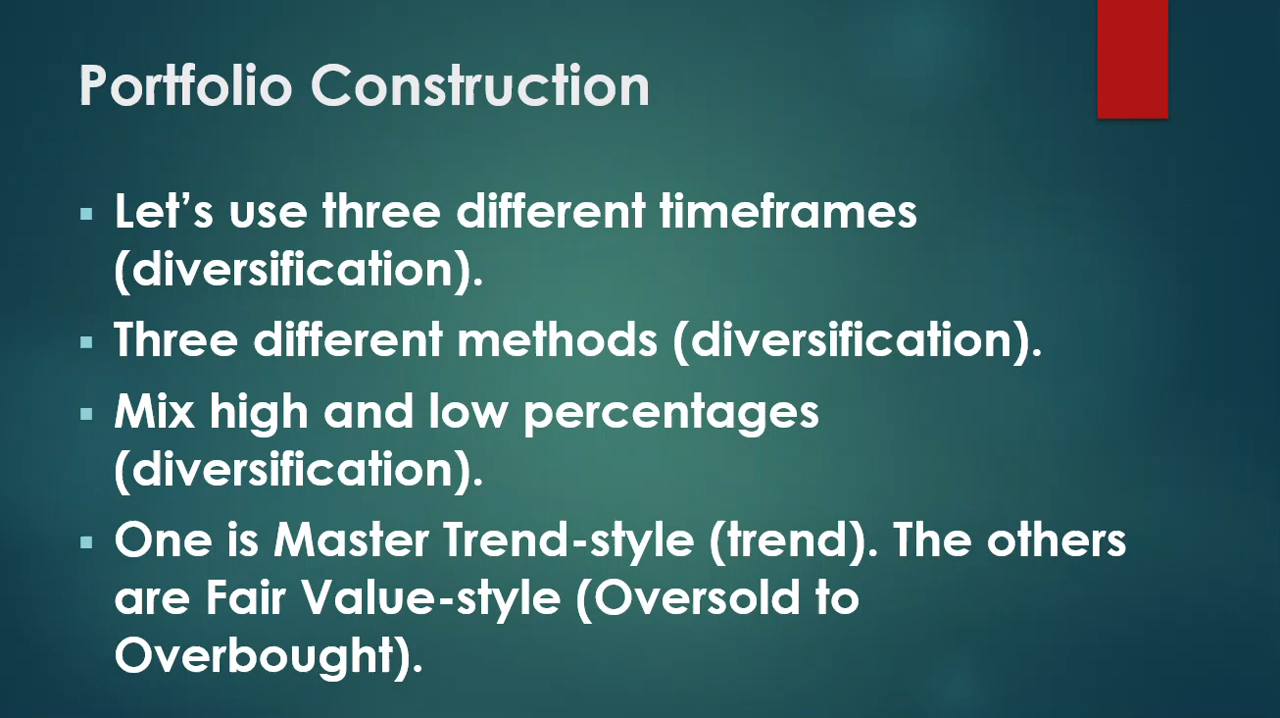 Portfolio Construction
▪ Let’s use three different timeframes
(diversification).
▪ Three different methods (diversification).
▪ Mix high and low percentages
(diversification).
▪ One is Master Trend-style (trend). The others
are Fair Value-style (Oversold to
Overbought).